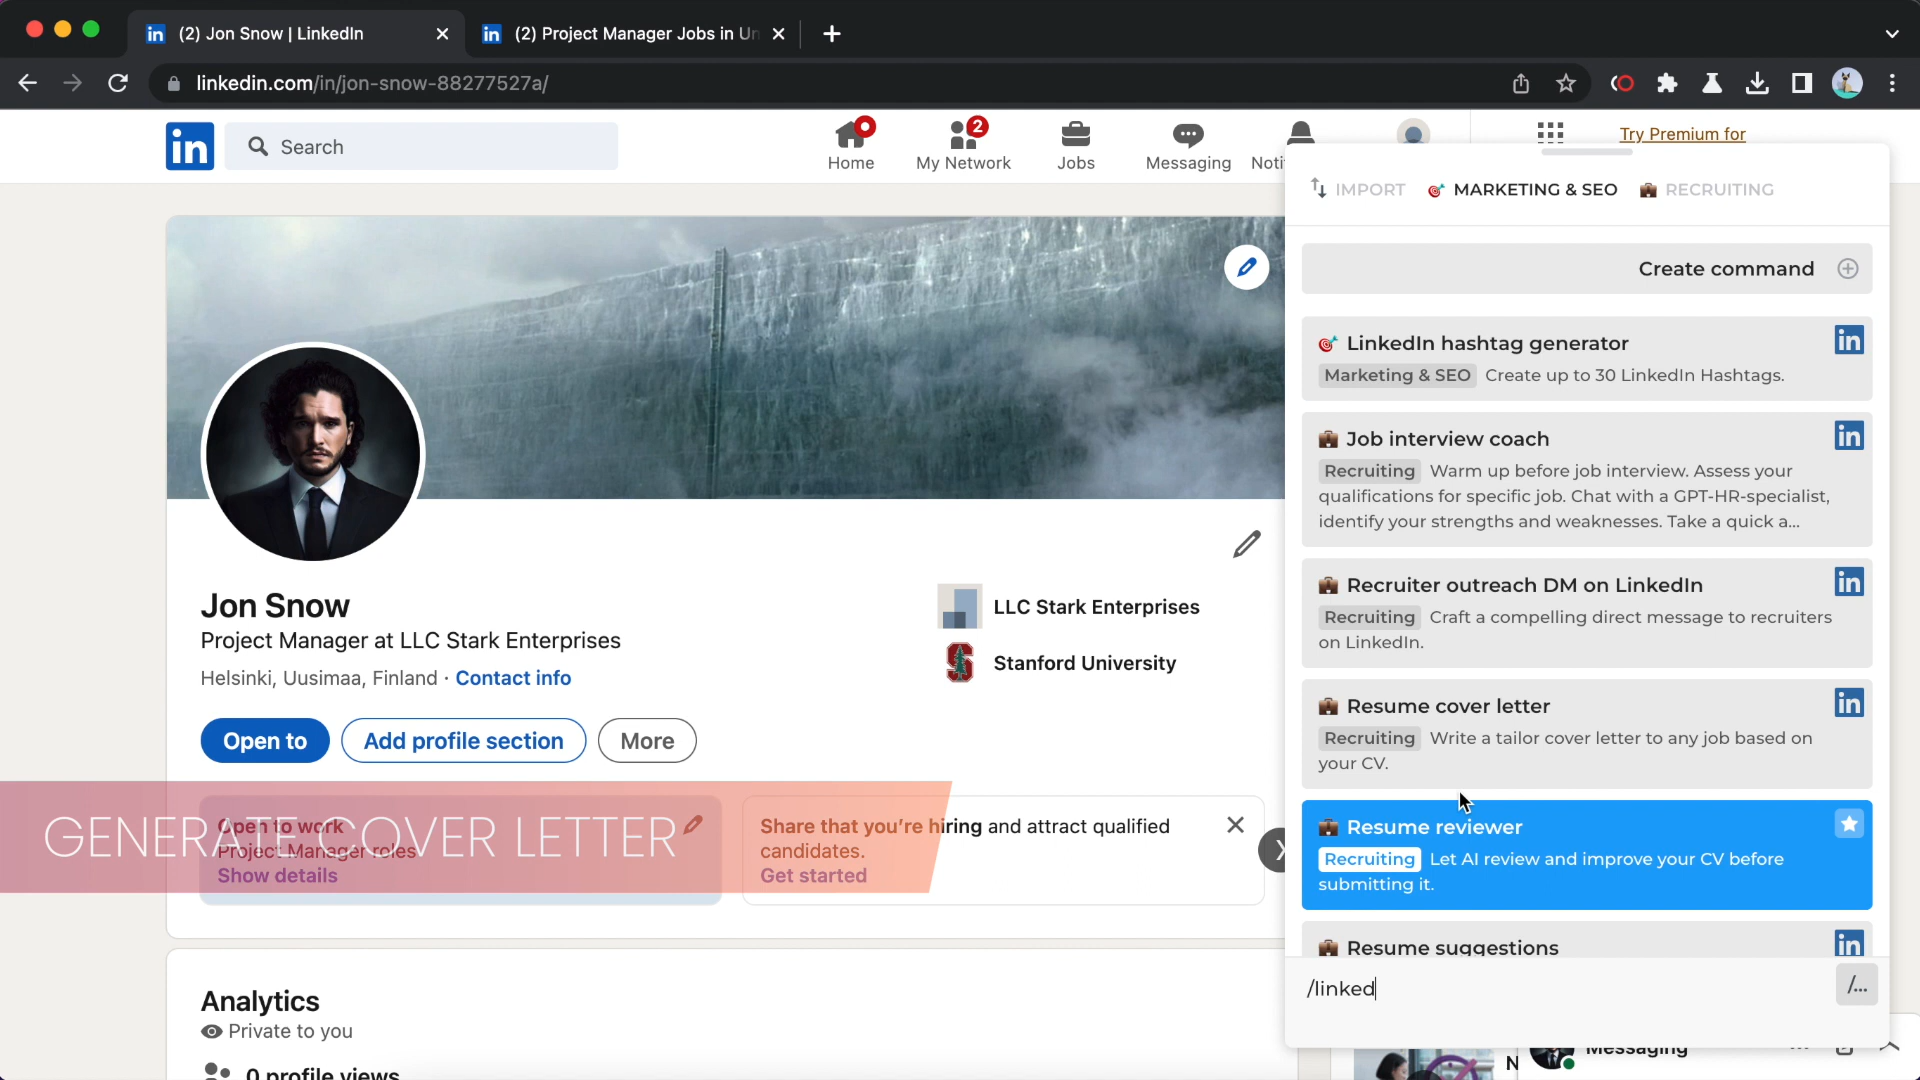 (2) Jon Snow | LinkedIn
(2) Project Manager Jobs in Un
linkedin.com/in/jon-snow-88277527a/
in
Search
Home
2
My Network
Jobs
Messaging
Noti
Try Premium for
IMPORT
MARKETING & SEO
RECRUITING
Create command
LinkedIn hashtag generator
in
Marketing & SEO Create up to 30 LinkedIn Hashtags.
Job interview coach
in
Recruiting Warm up before job interview. Assess your
qualifications for specific job. Chat with a GPT-HR-specialist,
identify your strengths and weaknesses. Take a quick a...
Recruiter outreach DM on LinkedIn
in
Recruiting Craft a compelling direct message to recruiters
on LinkedIn.
Resume cover letter
in
Recruiting Write a tailor cover letter to any job based on
your CV.
Resume reviewer
Recruiting Let AI review and improve your CV before
submitting it.
Resume suggestions
in
/linked
/...
Jon Snow
Project Manager at LLC Stark Enterprises
Helsinki, Uusimaa, Finland · Contact info
LLC Stark Enterprises
Stanford University
Open to
Add profile section
More
GENERATE COVER LETTER
Open to work
Project Manager roles
Show details
Share that you're hiring and attract qualified
candidates.
Get started
Analytics
Private to you
0 profile views
N
Messaging